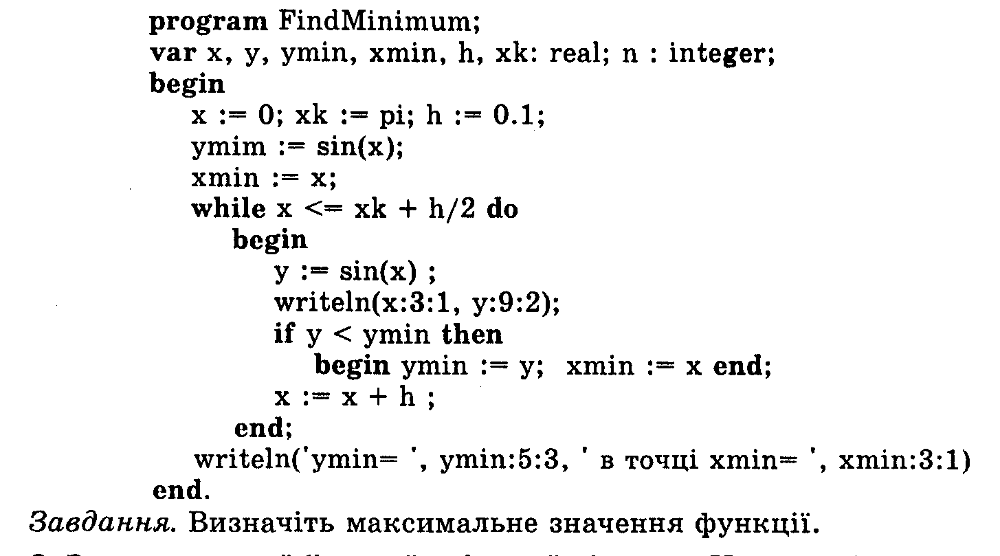 program FindMinimum;
var x, y, ymin, xmin, h, xk: real; n : integer;
begin
x := 0; xk := pi; h := 0.1;
ymim := sin(x);
xmin := x;
while x <= xk + h/2 do
begin
y := sin(x) ;
writeln(x:3:1, y:9:2);
if y < ymin then
begin ymin := y; xmin := x end;
x := x + h ;
end;
writeln('ymin= ', ymin:5:3, ' в точці xmin= ', xmin:3:1)
end.
Завдання. Визначіть максимальне значення функції.